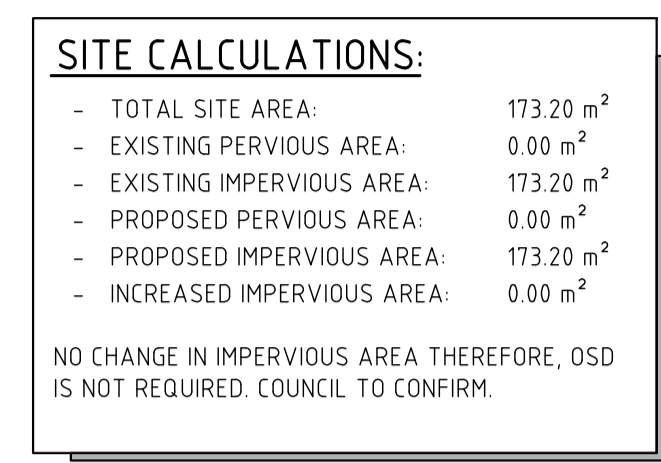 SITE CALCULATIONS:
- TOTAL SITE AREA: 173.20 m²
- EXISTING PERVIOUS AREA: 0.00 m²
- EXISTING IMPERVIOUS AREA: 173.20 m²
- PROPOSED PERVIOUS AREA: 0.00 m²
- PROPOSED IMPERVIOUS AREA: 173.20 m²
- INCREASED IMPERVIOUS AREA: 0.00 m²
NO CHANGE IN IMPERVIOUS AREA THEREFORE, OSD
IS NOT REQUIRED. COUNCIL TO CONFIRM.